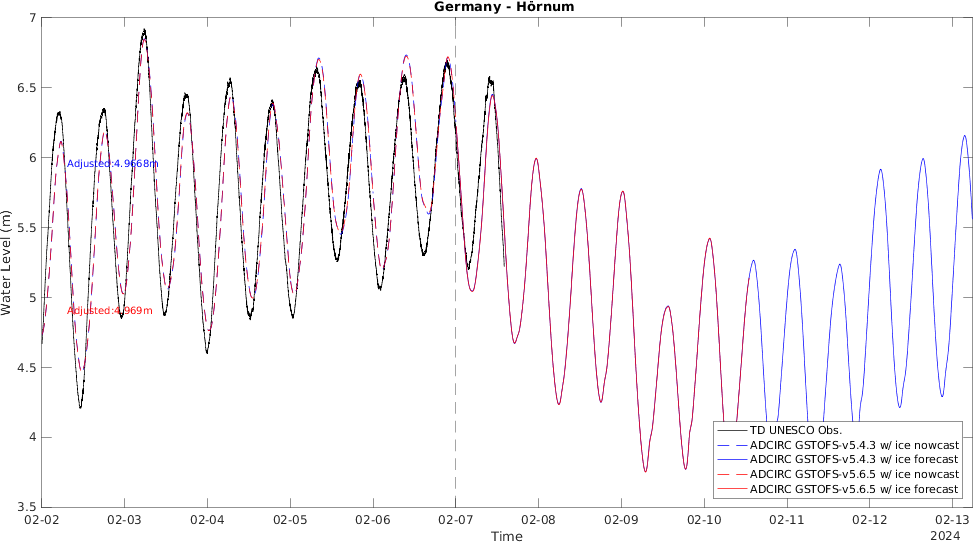 Germany - Hörnum
7
6.5
6
5.5
5
4.5
4
3.5
Water Level (m)
Adjusted:4.9668m
Adjusted:4.969m
TD UNESCO Obs.
ADCIRC GSTOFS-v5.4.3 w/ ice nowcast
ADCIRC GSTOFS-v5.4.3 w/ ice forecast
ADCIRC GSTOFS-v5.6.5 w/ ice nowcast
ADCIRC GSTOFS-v5.6.5 w/ ice forecast
02-02 02-03 02-04 02-05 02-06 02-07 02-08 02-09 02-10 02-11 02-12 02-13
Time
2024